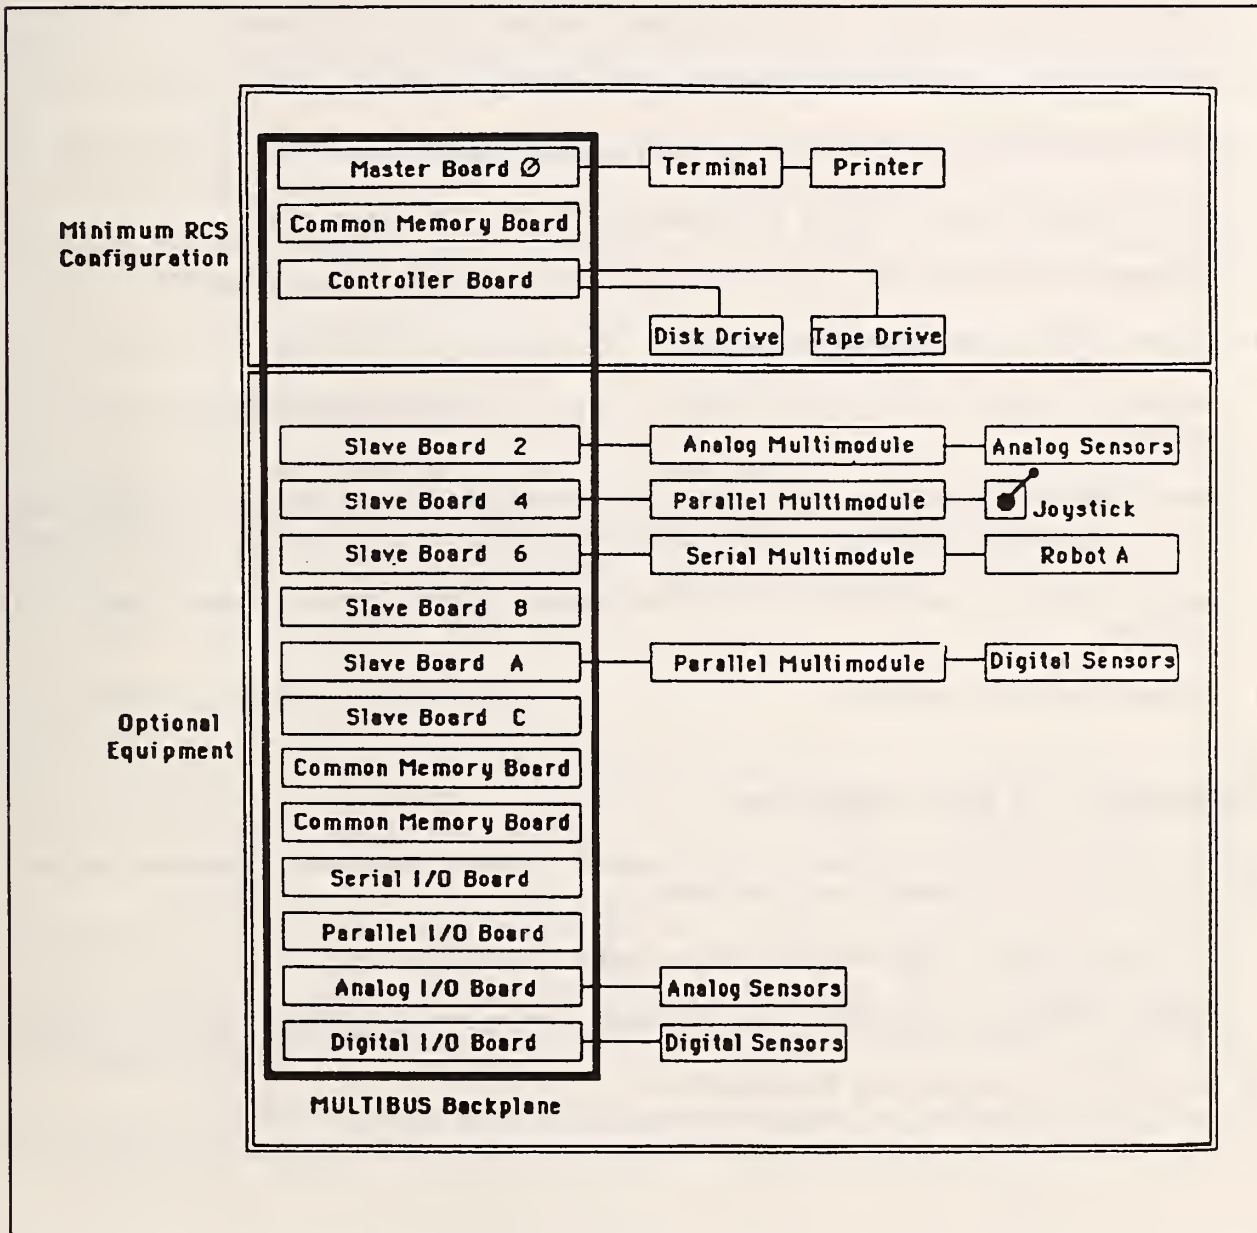 Master Board Ø
Terminal
Printer
Common Memory Board
Minimum RCS
Configuration
Controller Board
Disk Drive
Tape Drive
Slave Board 2
Analog Multimodule
Analog Sensors
Slave Board 4
Parallel Multimodule
Joystick
Slave Board 6
Serial Multimodule
Robot A
Slave Board 8
Slave Board A
Parallel Multimodule
Digital Sensors
Slave Board C
Optional
Equipment
Common Memory Board
Common Memory Board
Serial I/O Board
Parallel I/O Board
Analog I/O Board
Analog Sensors
Digital I/O Board
Digital Sensors
MULTIBUS Backplane